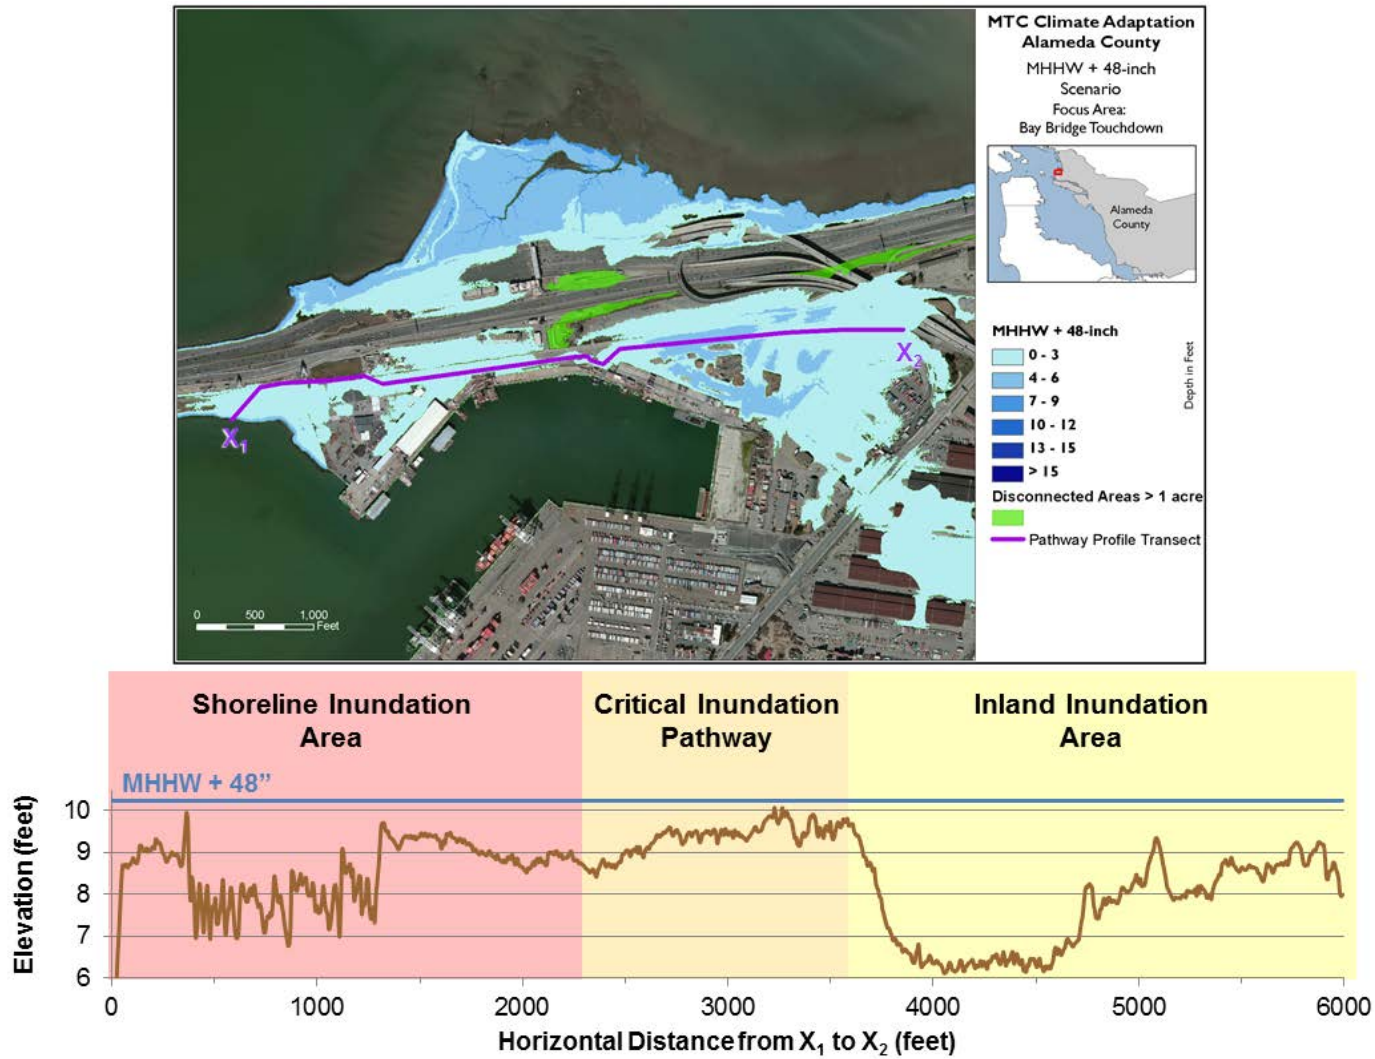 MTC Climate Adaptation
Alameda County
MHHW + 48-inch
Scenario
Focus Area:
Bay Bridge Touchdown
Alameda
County
MHHW + 48-inch
0 - 3
4 - 6
7 - 9
10 - 12
13 - 15
> 15
Depth in Feet
Disconnected Areas > 1 acre
Pathway Profile Transect
X₁
X₂
0 500 1,000
Feet
Shoreline Inundation
Area
Critical Inundation
Pathway
Inland Inundation
Area
MHHW + 48”
Elevation (feet)
10
9
8
7
6
0 1000 2000 3000 4000 5000 6000
Horizontal Distance from X₁ to X₂ (feet)